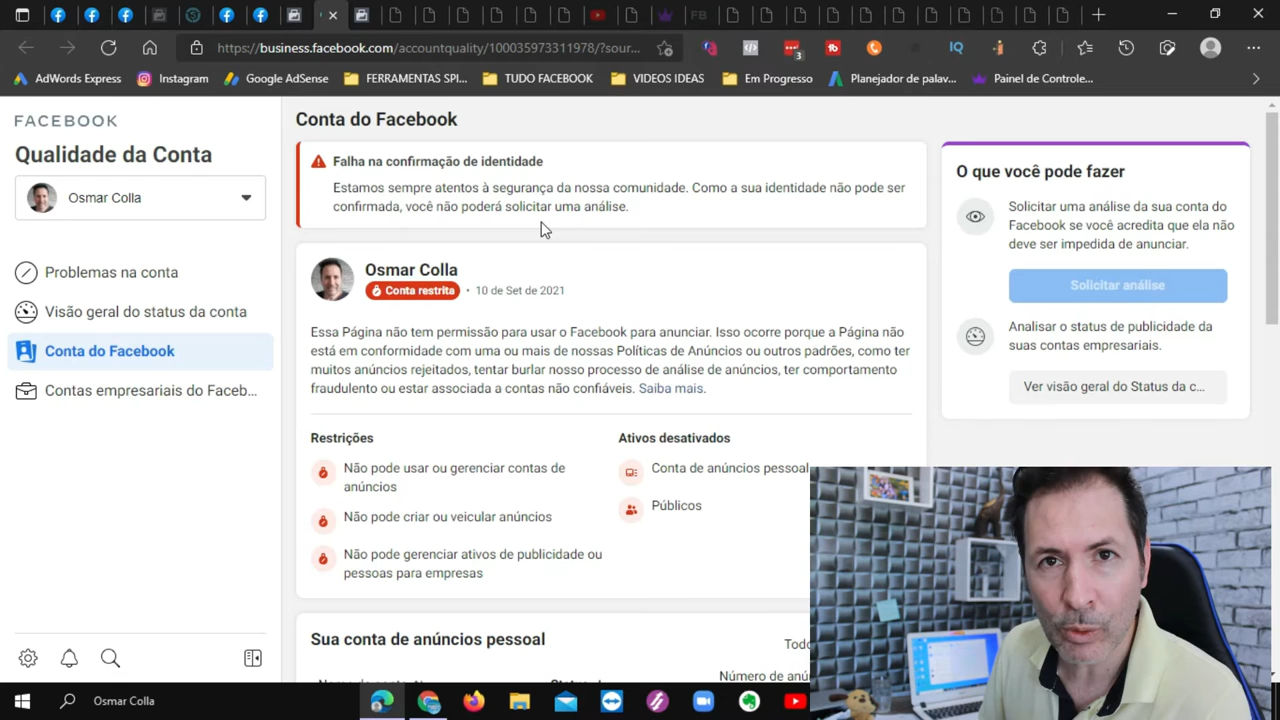 https://business.facebook.com/accountquality/100035973311978/?sour...
3
IQ
FB
AdWords Express
Instagram
Google AdSense
FERRAMENTAS SPI...
TUDO FACEBOOK
VIDEOS IDEAS
Em Progresso
Planejador de palav...
Painel de Controle...
FACEBOOK
Qualidade da Conta
Osmar Colla
Problemas na conta
Visão geral do status da conta
Conta do Facebook
Contas empresariais do Faceb...
Conta do Facebook
Falha na confirmação de identidade
Estamos sempre atentos à segurança da nossa comunidade. Como a sua identidade não pode ser
confirmada, você não poderá solicitar uma análise.
Osmar Colla
Conta restrita • 10 de Set de 2021
Essa Página não tem permissão para usar o Facebook para anunciar. Isso ocorre porque a Página não
está em conformidade com uma ou mais de nossas Políticas de Anúncios ou outros padrões, como ter
muitos anúncios rejeitados, tentar burlar nosso processo de análise de anúncios, ter comportamento
fraudulento ou estar associada a contas não confiáveis. Saiba mais.
Restrições
Não pode usar ou gerenciar contas de
anúncios
Não pode criar ou veicular anúncios
Não pode gerenciar ativos de publicidade ou
pessoas para empresas
Ativos desativados
Conta de anúncios pessoal
Públicos
Sua conta de anúncios pessoal
Número de anún
O que você pode fazer
Solicitar uma análise da sua conta do
Facebook se você acredita que ela não
deve ser impedida de anunciar.
Solicitar análise
Analisar o status de publicidade da
suas contas empresariais.
Ver visão geral do Status da c...
Osmar Colla